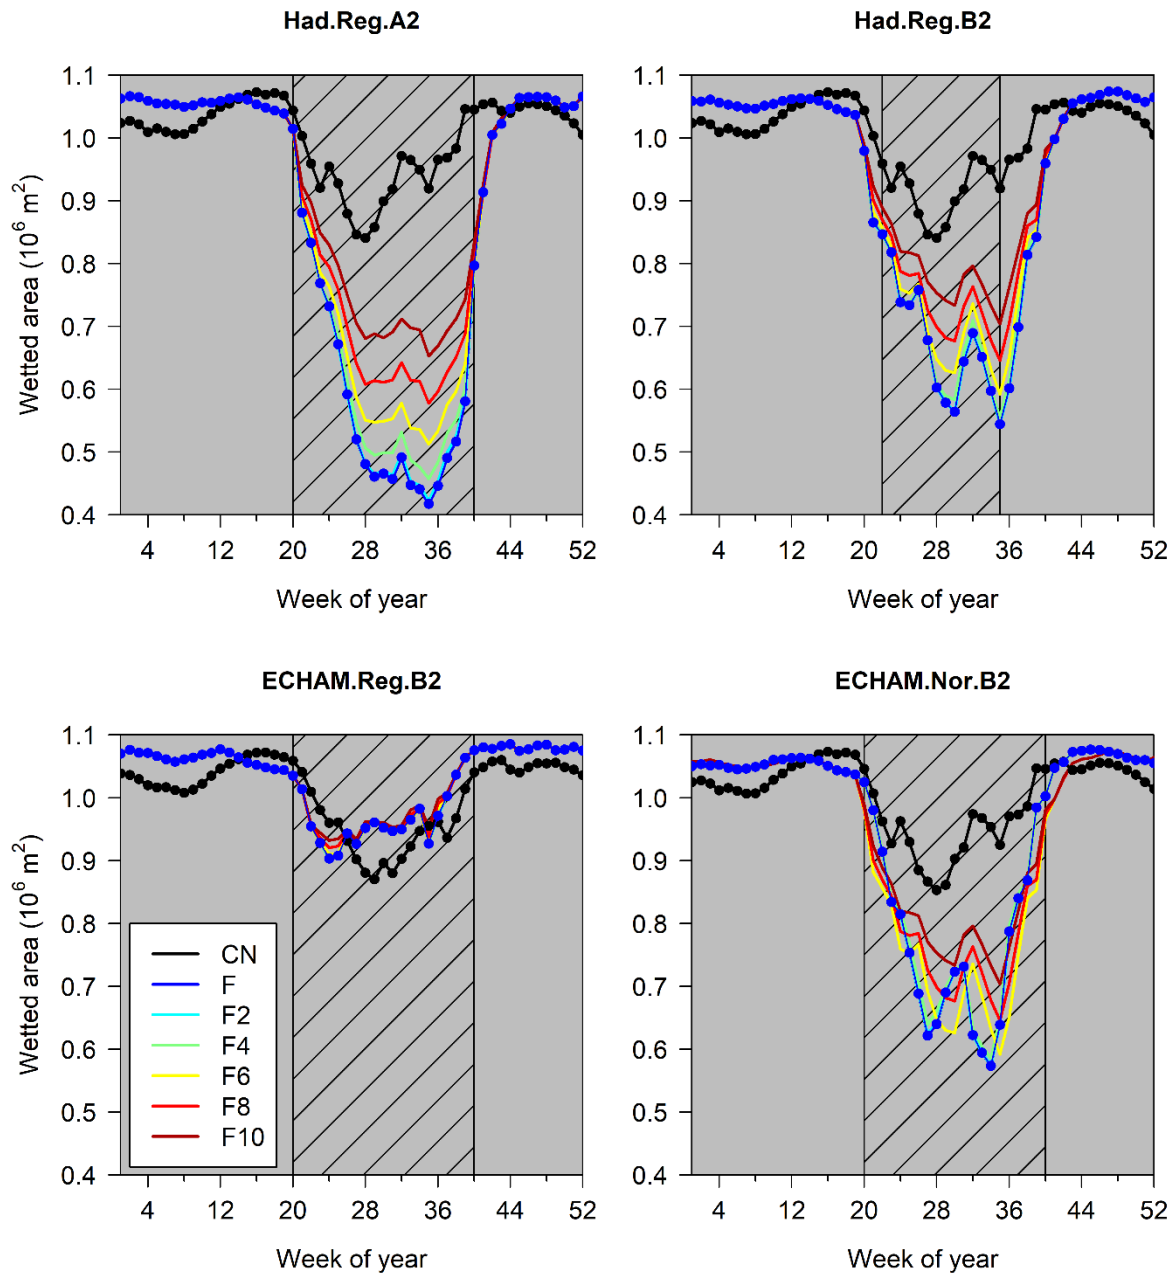 Had.Reg.A2
Wetted area (10⁶ m²)
1.1
1.0
0.9
0.8
0.7
0.6
0.5
0.4
4 12 20 28 36 44 52
Week of year
Had.Reg.B2
1.1
1.0
0.9
0.8
0.7
0.6
0.5
0.4
4 12 20 28 36 44 52
Week of year
ECHAM.Reg.B2
Wetted area (10⁶ m²)
1.1
1.0
0.9
0.8
0.7
0.6
0.5
0.4
CN
F
F2
F4
F6
F8
F10
4 12 20 28 36 44 52
Week of year
ECHAM.Nor.B2
1.1
1.0
0.9
0.8
0.7
0.6
0.5
0.4
4 12 20 28 36 44 52
Week of year